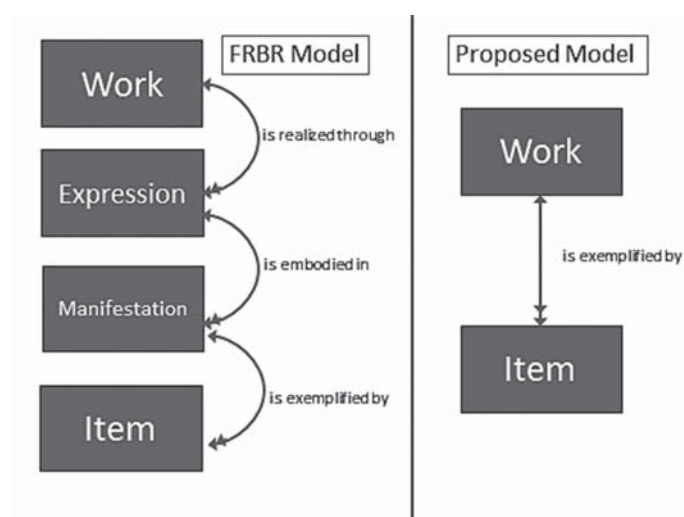 FRBR Model
Work
is realized through
Expression
is embodied in
Manifestation
is exemplified by
Item
Proposed Model
Work
is exemplified by
Item